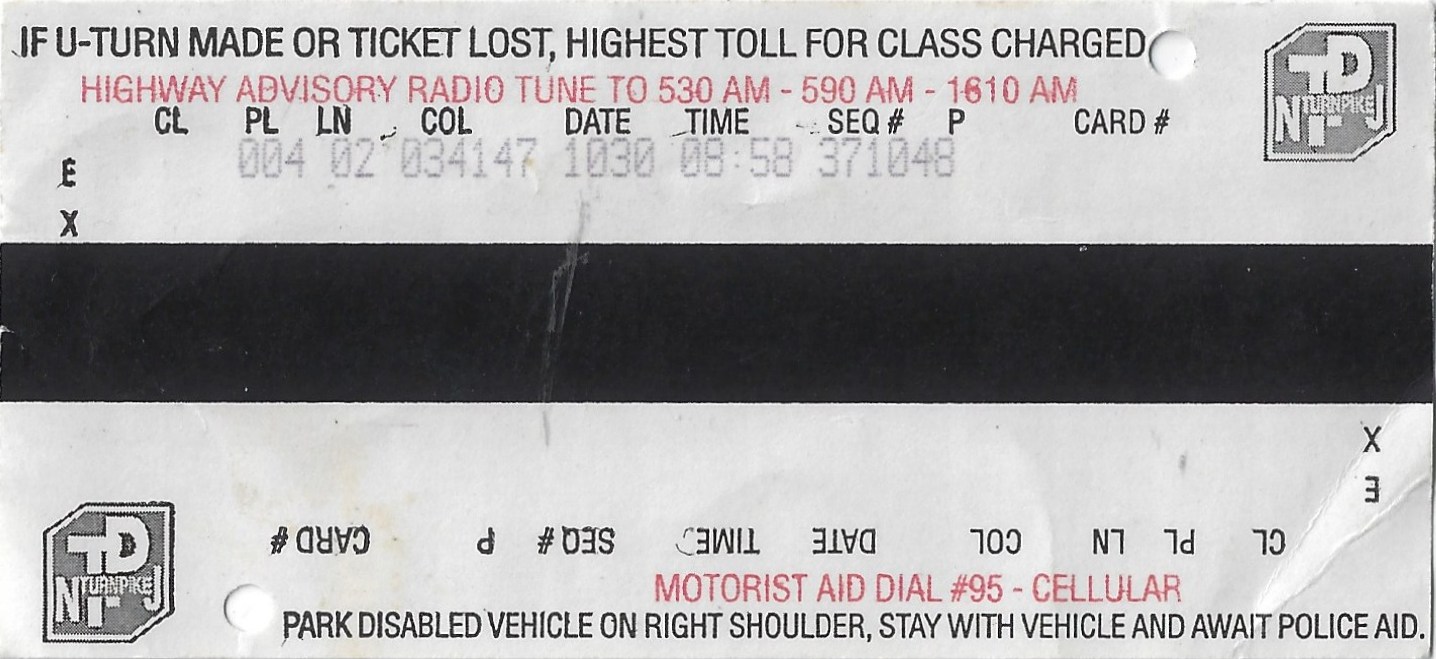 IF U-TURN MADE OR TICKET LOST, HIGHEST TOLL FOR CLASS CHARGED
HIGHWAY ADVISORY RADIO TUNE TO 530 AM - 590 AM - 1610 AM
CL PL LN COL DATE TIME SEQ # P CARD #
004 02 034147 1030 08:58 371048
E
X
N TURNPIKE J
X
E
CARD # P SEQ # TIME DATE COL LN PL CL
MOTORIST AID DIAL #95 - CELLULAR
N TURNPIKE J
PARK DISABLED VEHICLE ON RIGHT SHOULDER, STAY WITH VEHICLE AND AWAIT POLICE AID.